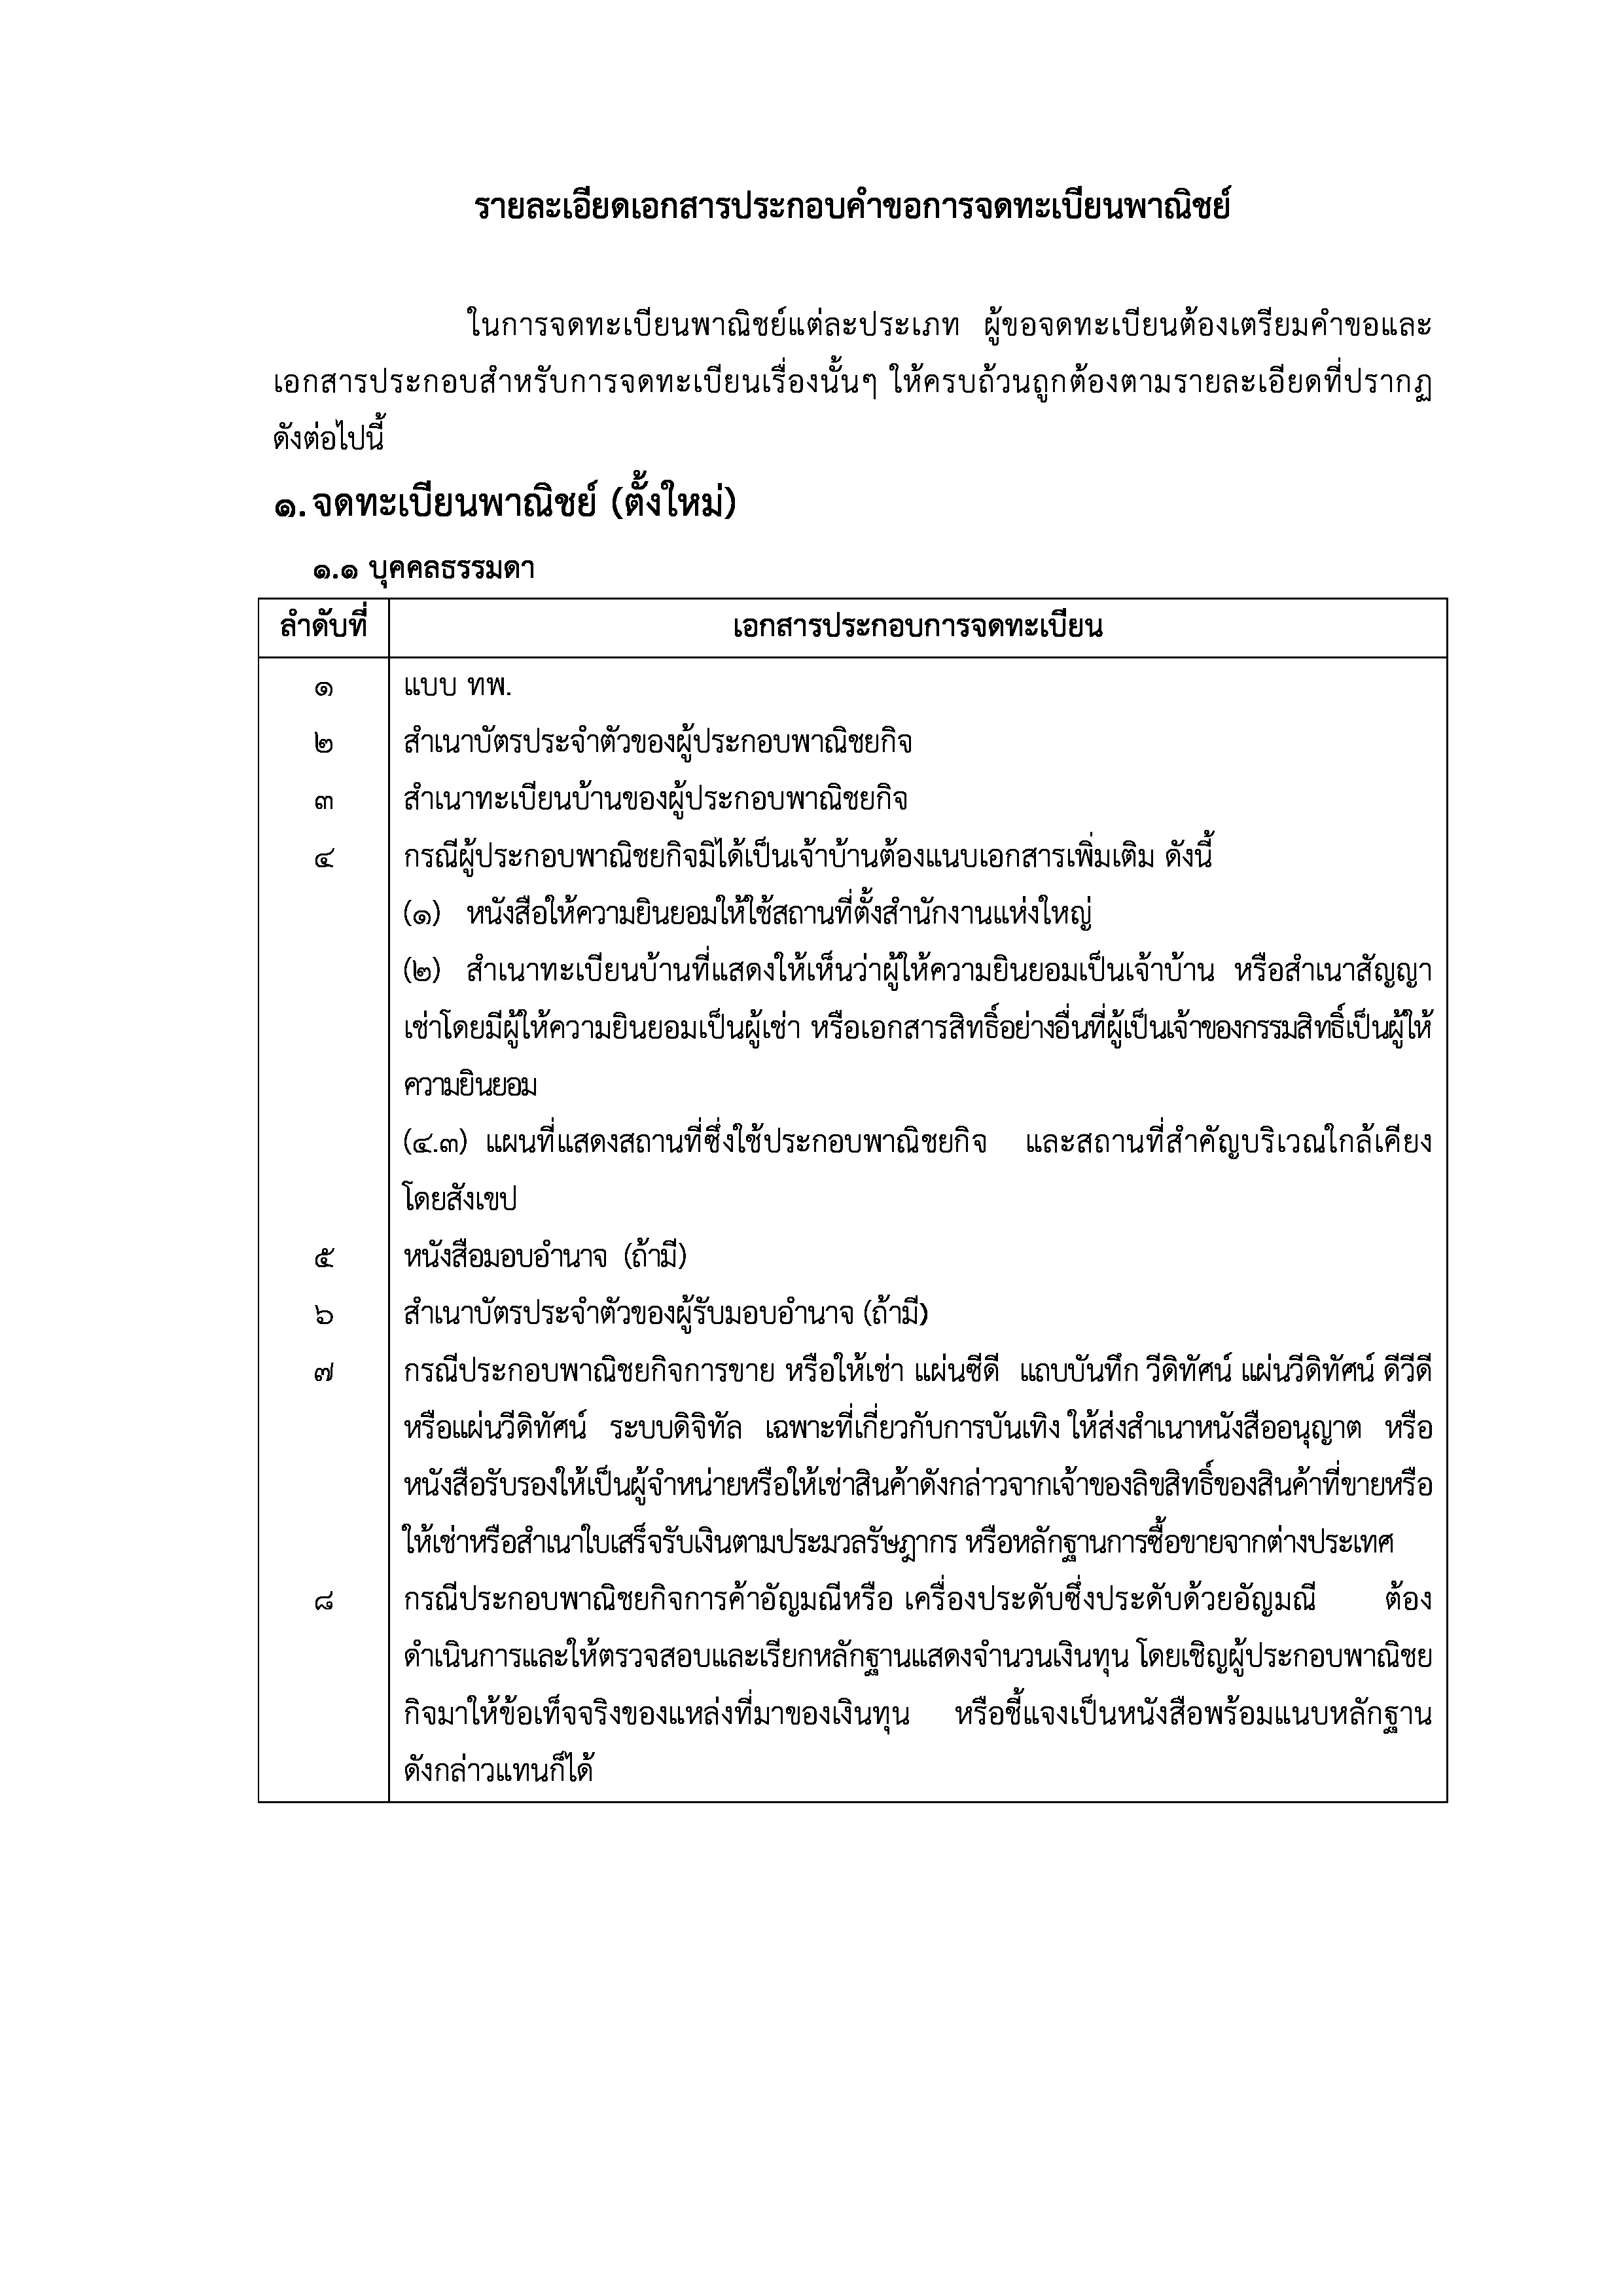 รายละเอียดเอกสารประกอบคำขอการจดทะเบียนพาณิชย์
ในการจดทะเบียนพาณิชย์แต่ละประเภท ผู้ขอจดทะเบียนต้องเตรียมคำขอและ
เอกสารประกอบสำหรับการจดทะเบียนเรื่องนั้นๆ ให้ครบถ้วนถูกต้องตามรายละเอียดที่ปรากฏ
ดังต่อไปนี้
๑. จดทะเบียนพาณิชย์ (ตั้งใหม่)
๑.๑ บุคคลธรรมดา
ลำดับที่ เอกสารประกอบการจดทะเบียน
๑ แบบ ทพ.
๒ สำเนาบัตรประจำตัวของผู้ประกอบพาณิชยกิจ
๓ สำเนาทะเบียนบ้านของผู้ประกอบพาณิชยกิจ
๔ กรณีผู้ประกอบพาณิชยกิจมิได้เป็นเจ้าบ้านต้องแนบเอกสารเพิ่มเติม ดังนี้
(๑) หนังสือให้ความยินยอมให้ใช้สถานที่ตั้งสำนักงานแห่งใหญ่
(๒) สำเนาทะเบียนบ้านที่แสดงให้เห็นว่าผู้ให้ความยินยอมเป็นเจ้าบ้าน หรือสำเนาสัญญา
เช่าโดยมีผู้ให้ความยินยอมเป็นผู้เช่า หรือเอกสารสิทธิ์อย่างอื่นที่ผู้เป็นเจ้าของกรรมสิทธิ์เป็นผู้ให้
ความยินยอม
(๔.๓) แผนที่แสดงสถานที่ซึ่งใช้ประกอบพาณิชยกิจ และสถานที่สำคัญบริเวณใกล้เคียง
โดยสังเขป
๕ หนังสือมอบอำนาจ (ถ้ามี)
๖ สำเนาบัตรประจำตัวของผู้รับมอบอำนาจ (ถ้ามี)
๗ กรณีประกอบพาณิชยกิจการขาย หรือให้เช่า แผ่นซีดี แถบบันทึก วีดิทัศน์ แผ่นวีดิทัศน์ ดีวีดี
หรือแผ่นวีดิทัศน์ ระบบดิจิทัล เฉพาะที่เกี่ยวกับการบันเทิง ให้ส่งสำเนาหนังสืออนุญาต หรือ
หนังสือรับรองให้เป็นผู้จำหน่ายหรือให้เช่าสินค้าดังกล่าวจากเจ้าของลิขสิทธิ์ของสินค้าที่ขายหรือ
ให้เช่าหรือสำเนาใบเสร็จรับเงินตามประมวลรัษฎากร หรือหลักฐานการซื้อขายจากต่างประเทศ
๘ กรณีประกอบพาณิชยกิจการค้าอัญมณีหรือ เครื่องประดับซึ่งประดับด้วยอัญมณี ต้อง
ดำเนินการและให้ตรวจสอบและเรียกหลักฐานแสดงจำนวนเงินทุน โดยเชิญผู้ประกอบพาณิชย
กิจมาให้ข้อเท็จจริงของแหล่งที่มาของเงินทุน หรือชี้แจงเป็นหนังสือพร้อมแนบหลักฐาน
ดังกล่าวแทนก็ได้